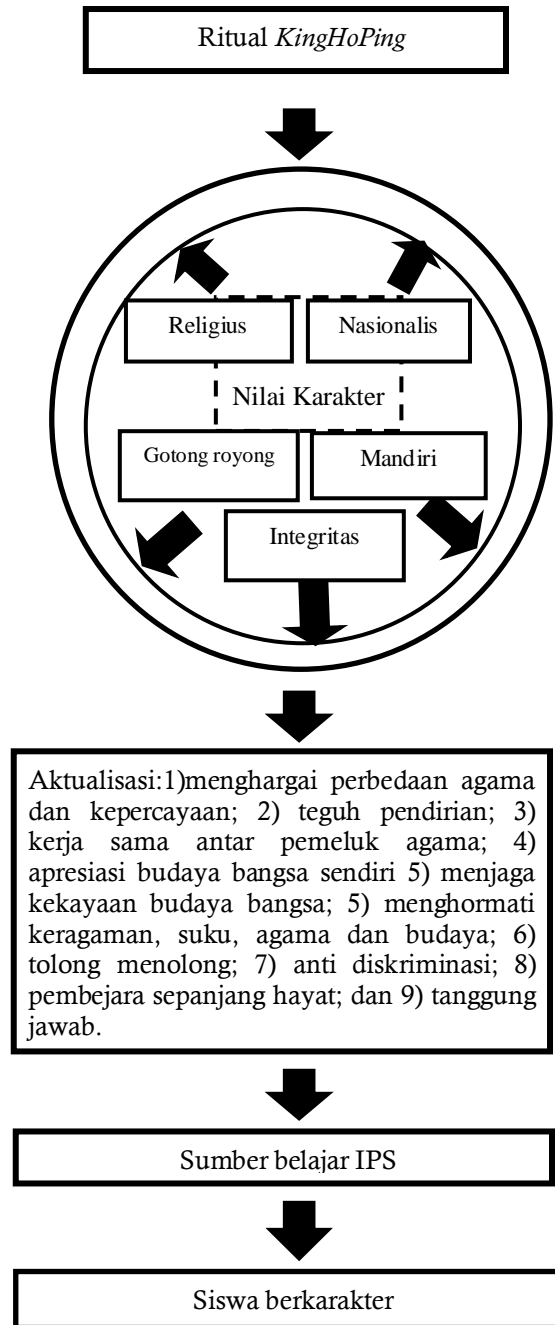 Ritual KingHoPing
Religius
Nasionalis
Nilai Karakter
Gotong royong
Mandiri
Integritas
Aktualisasi:1)menghargai perbedaan agama
dan kepercayaan; 2) teguh pendirian; 3)
kerja sama antar pemeluk agama; 4)
apresiasi budaya bangsa sendiri 5) menjaga
kekayaan budaya bangsa; 5) menghormati
keragaman, suku, agama dan budaya; 6)
tolong menolong; 7) anti diskriminasi; 8)
pembejara sepanjang hayat; dan 9) tanggung
jawab.
Sumber belajar IPS
Siswa berkarakter